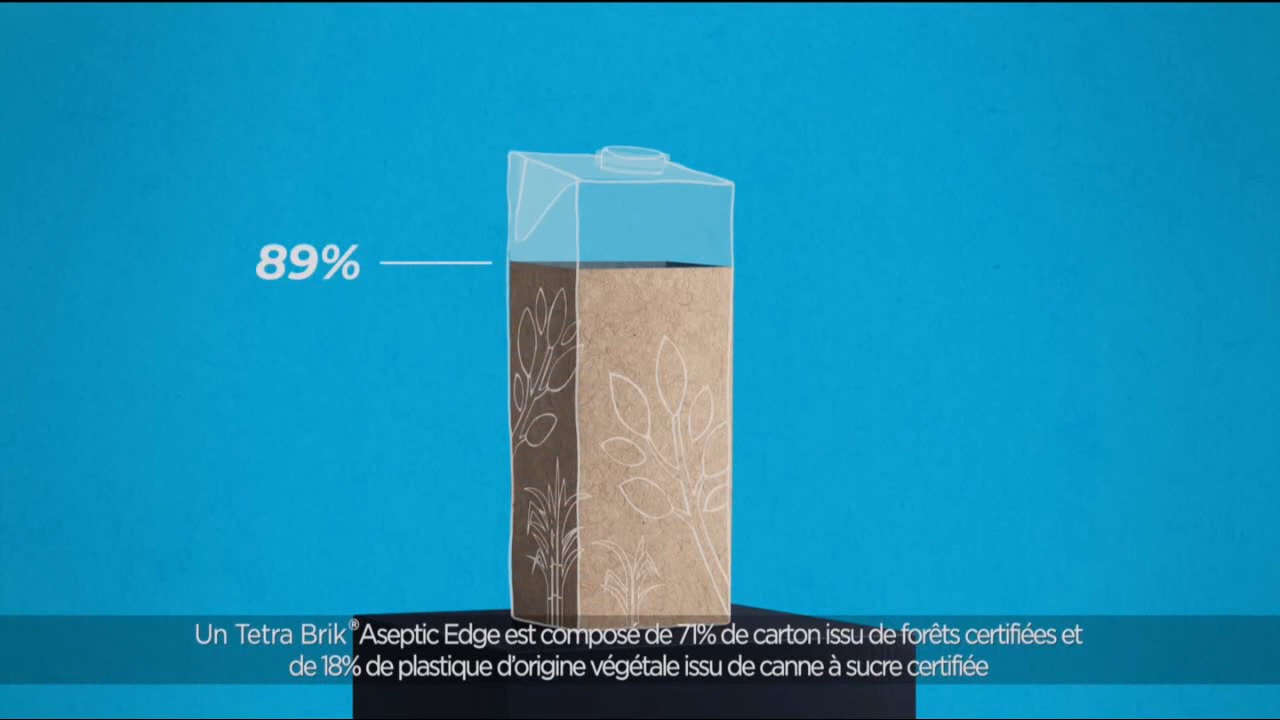 89%
Un Tetra Brik® Aseptic Edge est composé de 71% de carton issu de forêts certifiées et
de 18% de plastique d'origine végétale issu de canne à sucre certifiée